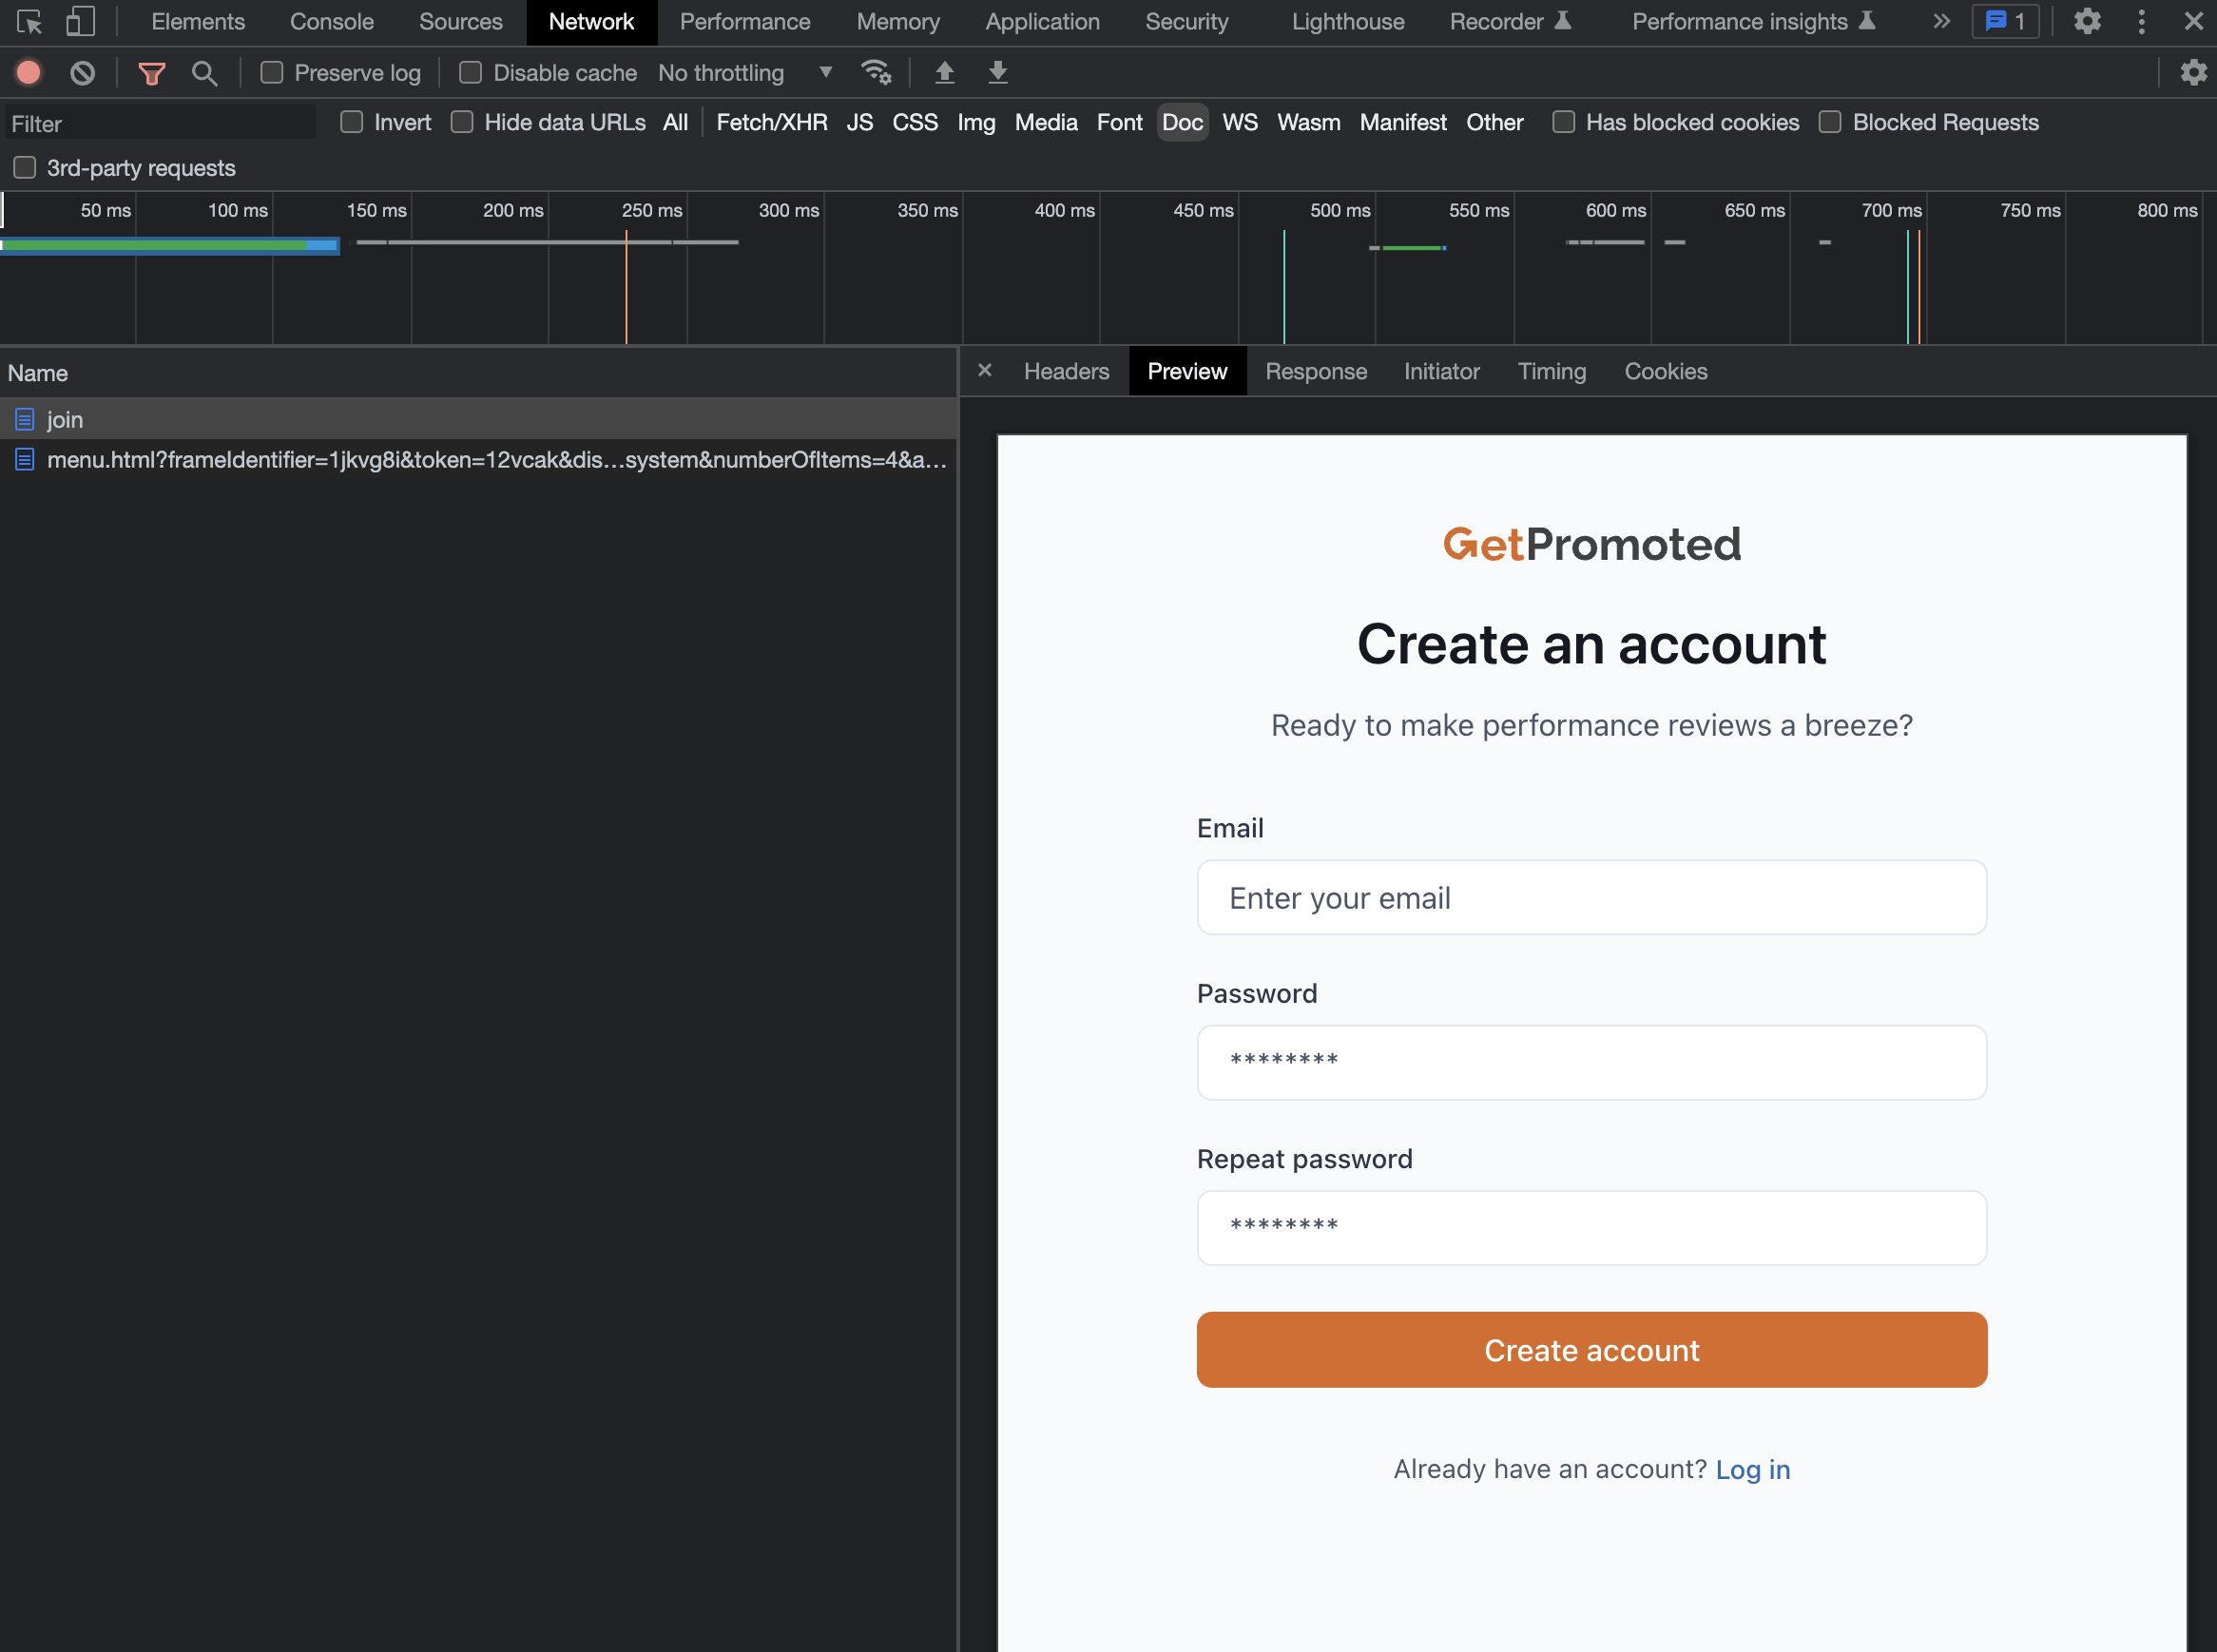 Elements Console Sources Network Performance Memory Application Security Lighthouse Recorder Performance insights 1
Preserve log Disable cache No throttling
Filter Invert Hide data URLs All Fetch/XHR JS CSS Img Media Font Doc WS Wasm Manifest Other Has blocked cookies Blocked Requests
3rd-party requests
50 ms 100 ms 150 ms 200 ms 250 ms 300 ms 350 ms 400 ms 450 ms 500 ms 550 ms 600 ms 650 ms 700 ms 750 ms 800 ms
Name
join
menu.html?frameIdentifier=1jkvg8i&token=12vcak&dis…system&numberOfItems=4&a…
Headers Preview Response Initiator Timing Cookies
GetPromoted
Create an account
Ready to make performance reviews a breeze?
Email
Enter your email
Password
********
Repeat password
********
Create account
Already have an account? Log in